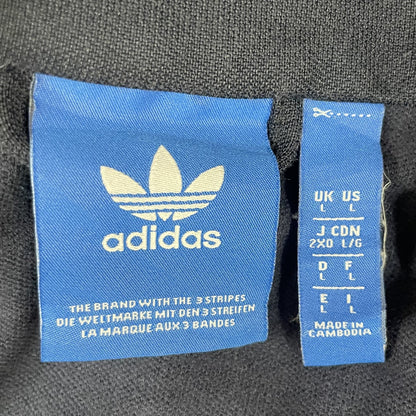 adidas
THE BRAND WITH THE 3 STRIPES
DIE WELTMARKE MIT DEN 3 STREIFEN
LA MARQUE AUX 3 BANDES
UK US
L L
J CDN
2XO L/G
D F
L L
E I
L L
MADE IN
CAMBODIA